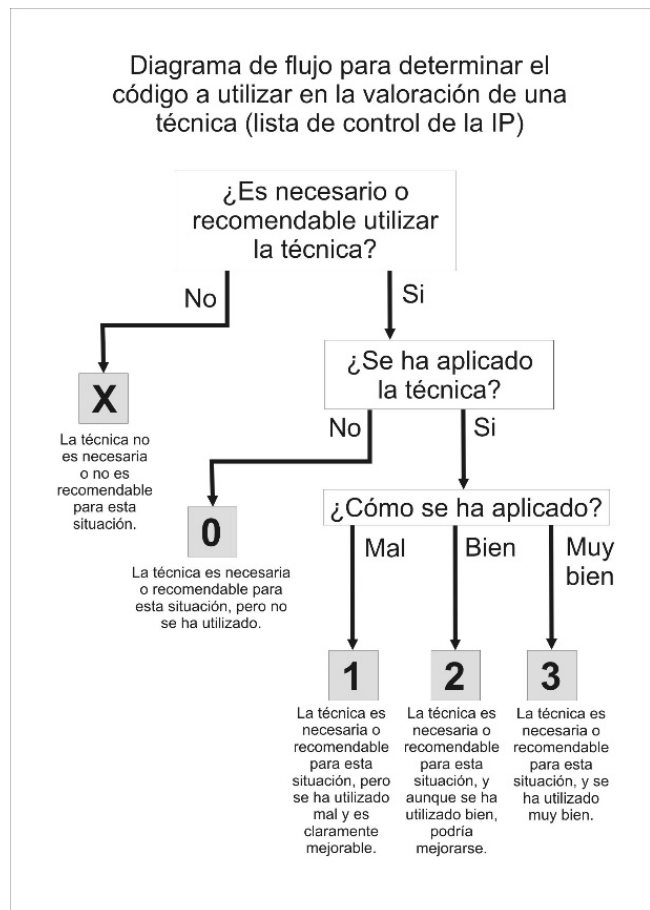 Diagrama de flujo para determinar el
código a utilizar en la valoración de una
técnica (lista de control de la IP)
¿Es necesario o
recomendable utilizar
la técnica?
No
Si
X
La técnica no
es necesaria
o no es
recomendable
para esta
situación.
¿Se ha aplicado
la técnica?
No
Si
0
La técnica es necesaria
o recomendable para
esta situación, pero no
se ha utilizado.
¿Cómo se ha aplicado?
Mal
Bien
Muy
bien
1
La técnica es
necesaria o
recomendable
para esta
situación, pero
se ha utilizado
mal y es
claramente
mejorable.
2
La técnica es
necesaria o
recomendable
para esta
situación, y
aunque se ha
utilizado bien,
podría
mejorarse.
3
La técnica es
necesaria o
recomendable
para esta
situación, y se
ha utilizado
muy bien.